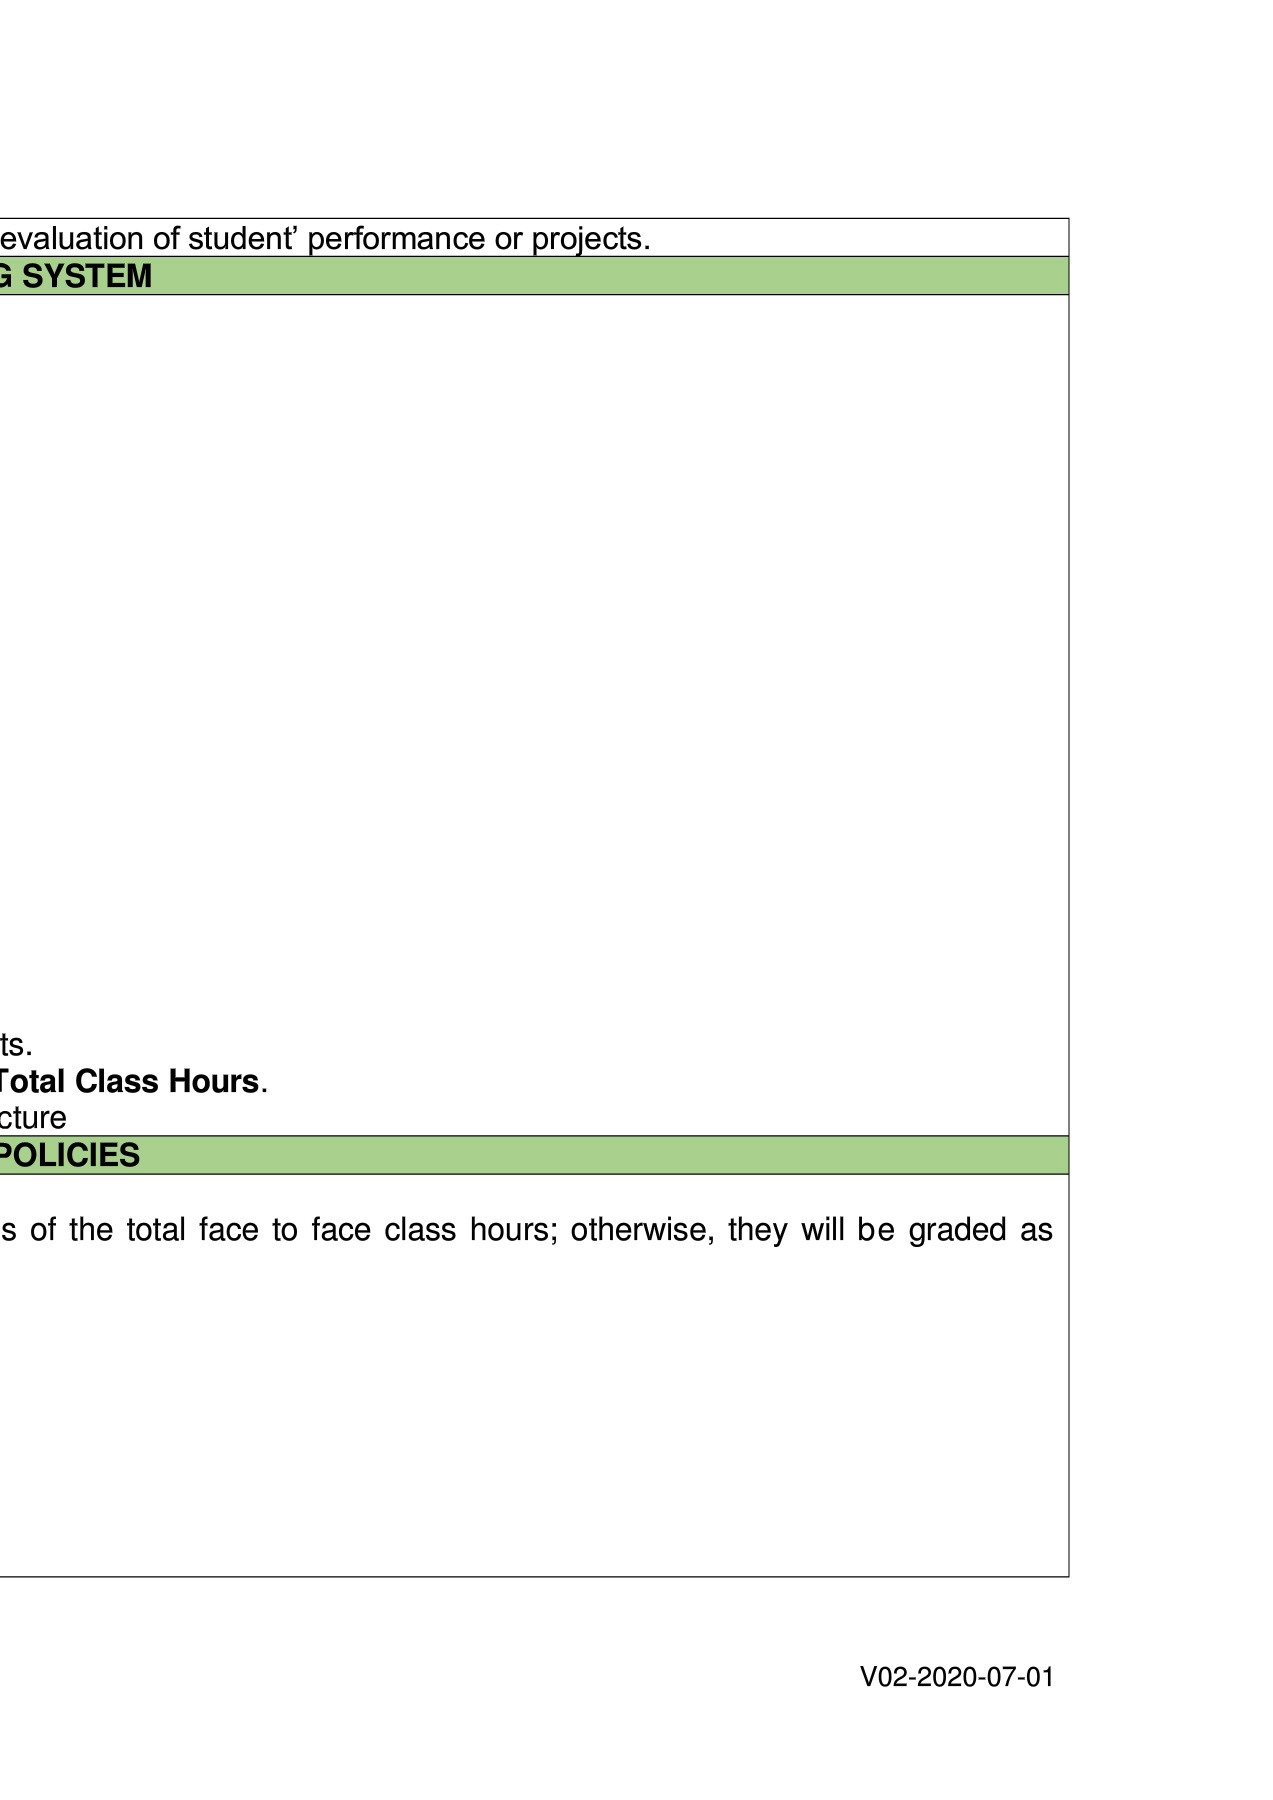 evaluation of student’ performance or projects.
G SYSTEM
ts.
Total Class Hours.
cture
POLICIES
s of the total face to face class hours; otherwise, they will be graded as
V02-2020-07-01